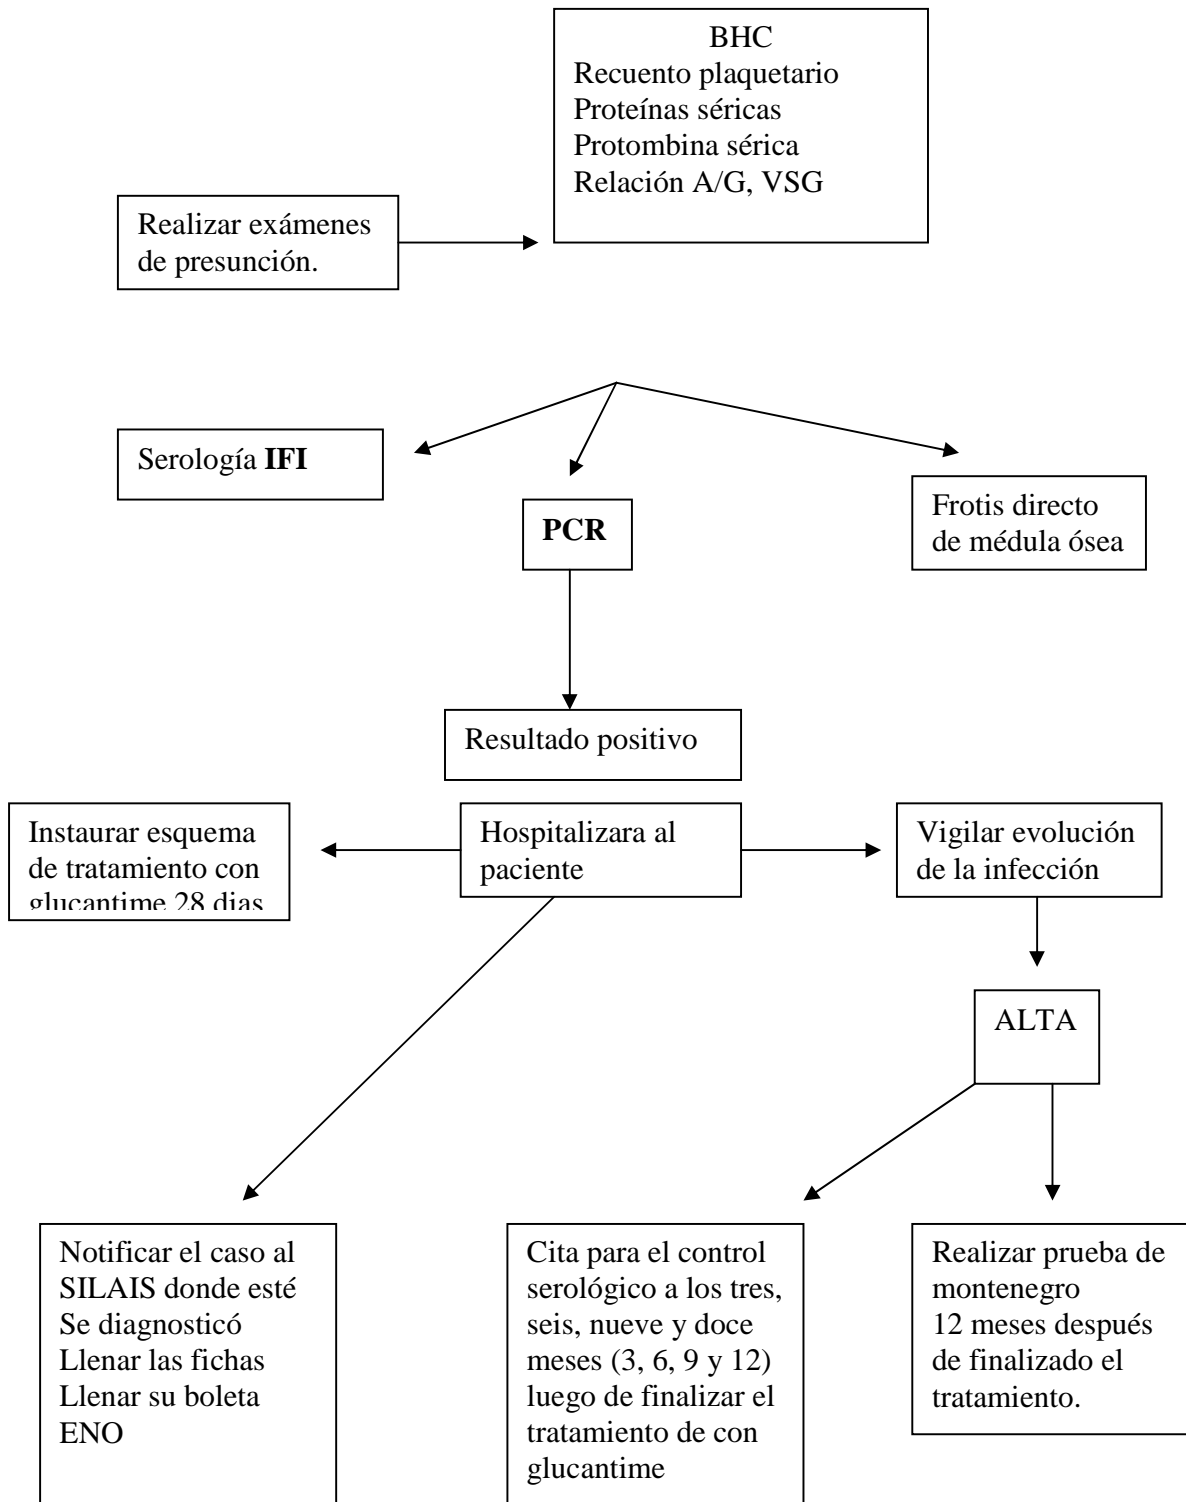 BHC
Recuento plaquetario
Proteínas séricas
Protombina sérica
Relación A/G, VSG
Realizar exámenes
de presunción.
Serología IFI
PCR
Frotis directo
de médula ósea
Resultado positivo
Instaurar esquema
de tratamiento con
glucantime 28 dias
Hospitalizara al
paciente
Vigilar evolución
de la infección
ALTA
Notificar el caso al
SILAIS donde esté
Se diagnosticó
Llenar las fichas
Llenar su boleta
ENO
Cita para el control
serológico a los tres,
seis, nueve y doce
meses (3, 6, 9 y 12)
luego de finalizar el
tratamiento de con
glucantime
Realizar prueba de
montenegro
12 meses después
de finalizado el
tratamiento.